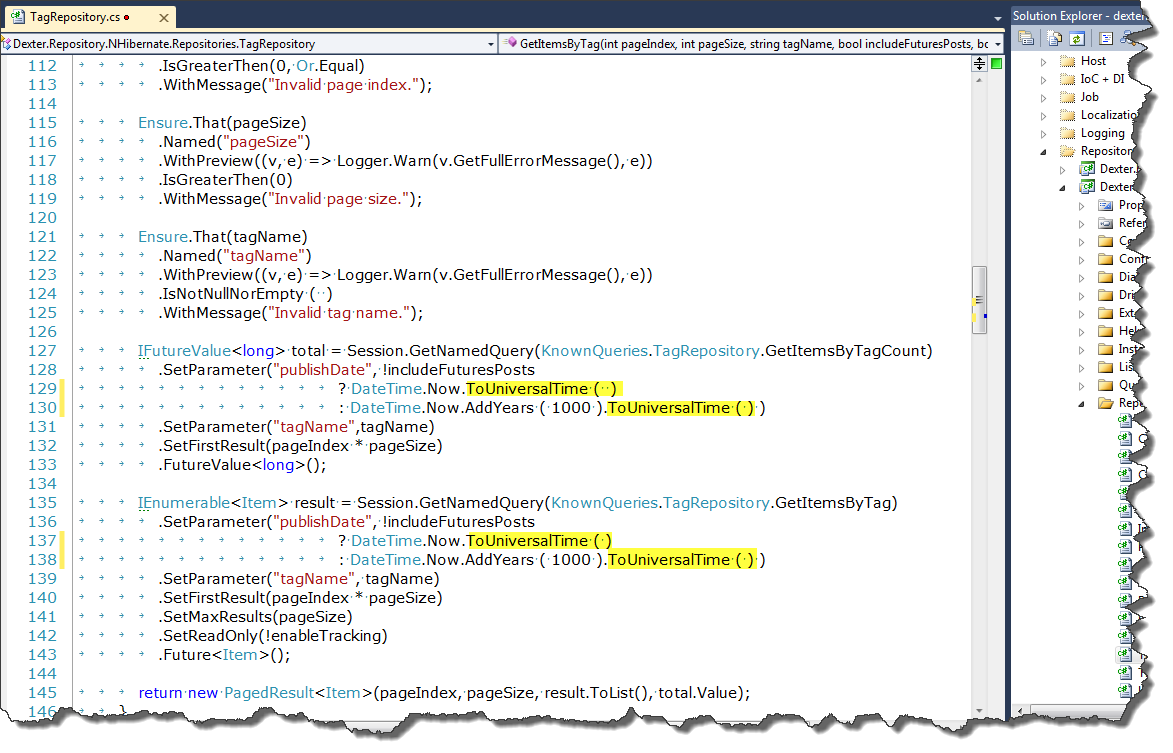 TagRepository.cs
Solution Explorer - dexter
Dexter.Repository.NHibernate.Repositories.TagRepository
GetItemsByTag(int pageIndex, int pageSize, string tagName, bool includeFuturesPosts, bc
112 .IsGreaterThen(0, Or.Equal)
113 .WithMessage("Invalid page index.");
114
115 Ensure.That(pageSize)
116 .Named("pageSize")
117 .WithPreview((v, e) => Logger.Warn(v.GetFullErrorMessage(), e))
118 .IsGreaterThen(0)
119 .WithMessage("Invalid page size.");
120
121 Ensure.That(tagName)
122 .Named("tagName")
123 .WithPreview((v, e) => Logger.Warn(v.GetFullErrorMessage(), e))
124 .IsNotNullNorEmpty ( )
125 .WithMessage("Invalid tag name.");
126
127 IFutureValue<long> total = Session.GetNamedQuery(KnownQueries.TagRepository.GetItemsByTagCount)
128 .SetParameter("publishDate", !includeFuturesPosts
129 ? DateTime.Now.ToUniversalTime ( )
130 : DateTime.Now.AddYears ( 1000 ).ToUniversalTime ( ) )
131 .SetParameter("tagName",tagName)
132 .SetFirstResult(pageIndex * pageSize)
133 .FutureValue<long>();
134
135 IEnumerable<Item> result = Session.GetNamedQuery(KnownQueries.TagRepository.GetItemsByTag)
136 .SetParameter("publishDate", !includeFuturesPosts
137 ? DateTime.Now.ToUniversalTime ( )
138 : DateTime.Now.AddYears ( 1000 ).ToUniversalTime ( ) )
139 .SetParameter("tagName", tagName)
140 .SetFirstResult(pageIndex * pageSize)
141 .SetMaxResults(pageSize)
142 .SetReadOnly(!enableTracking)
143 .Future<Item>();
144
145 return new PagedResult<Item>(pageIndex, pageSize, result.ToList(), total.Value);
146 }
Host
IoC + DI
Job
Localizatio
Logging
Repositor
Dexter.
Dexter
Prop
Refer
Co
Cont
Dia
Dri
Exte
Help
Inst
Lis
Qu
Repo